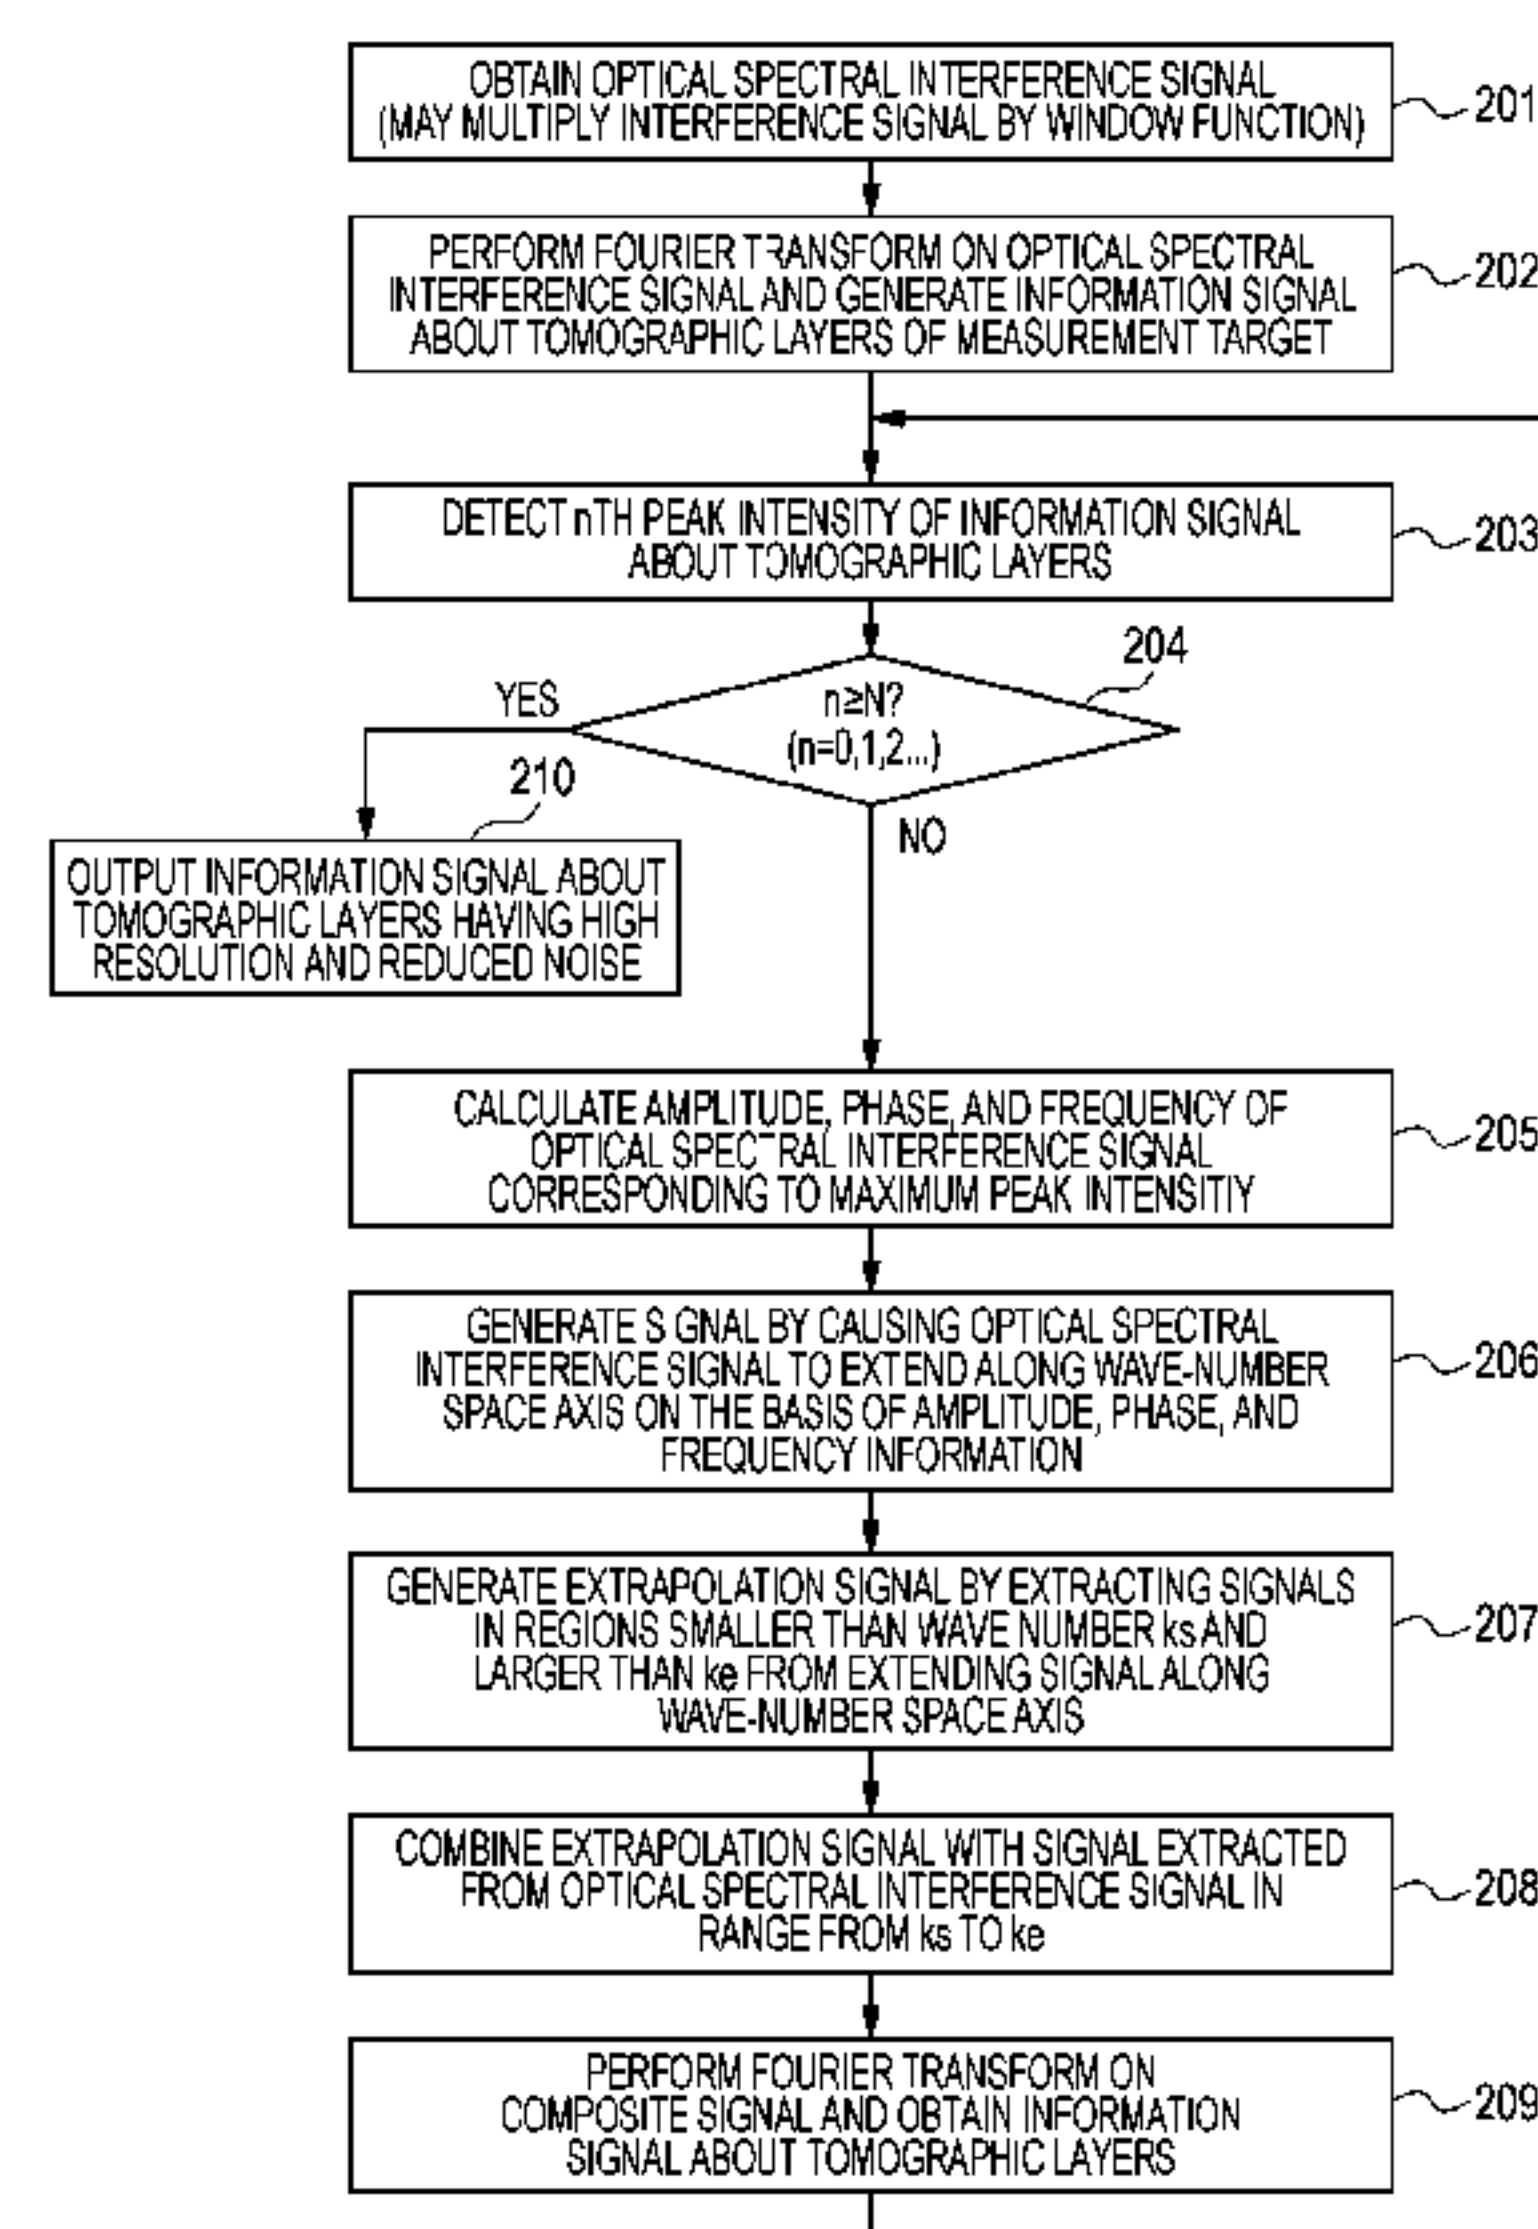 OBTAIN OPTICAL SPECTRAL INTERFERENCE SIGNAL
(MAY MULTIPLY INTERFERENCE SIGNAL BY WINDOW FUNCTION)
201
PERFORM FOURIER TRANSFORM ON OPTICAL SPECTRAL
INTERFERENCE SIGNAL AND GENERATE INFORMATION SIGNAL
ABOUT TOMOGRAPHIC LAYERS OF MEASUREMENT TARGET
202
DETECT nTH PEAK INTENSITY OF INFORMATION SIGNAL
ABOUT TOMOGRAPHIC LAYERS
203
204
YES
n≥N?
(n=0,1,2...)
210
NO
OUTPUT INFORMATION SIGNAL ABOUT
TOMOGRAPHIC LAYERS HAVING HIGH
RESOLUTION AND REDUCED NOISE
CALCULATE AMPLITUDE, PHASE, AND FREQUENCY OF
OPTICAL SPECTRAL INTERFERENCE SIGNAL
CORRESPONDING TO MAXIMUM PEAK INTENSITIY
205
GENERATE SIGNAL BY CAUSING OPTICAL SPECTRAL
INTERFERENCE SIGNAL TO EXTEND ALONG WAVE-NUMBER
SPACE AXIS ON THE BASIS OF AMPLITUDE, PHASE, AND
FREQUENCY INFORMATION
206
GENERATE EXTRAPOLATION SIGNAL BY EXTRACTING SIGNALS
IN REGIONS SMALLER THAN WAVE NUMBER ks AND
LARGER THAN ke FROM EXTENDING SIGNAL ALONG
WAVE-NUMBER SPACE AXIS
207
COMBINE EXTRAPOLATION SIGNAL WITH SIGNAL EXTRACTED
FROM OPTICAL SPECTRAL INTERFERENCE SIGNAL IN
RANGE FROM ks TO ke
208
PERFORM FOURIER TRANSFORM ON
COMPOSITE SIGNAL AND OBTAIN INFORMATION
SIGNAL ABOUT TOMOGRAPHIC LAYERS
209